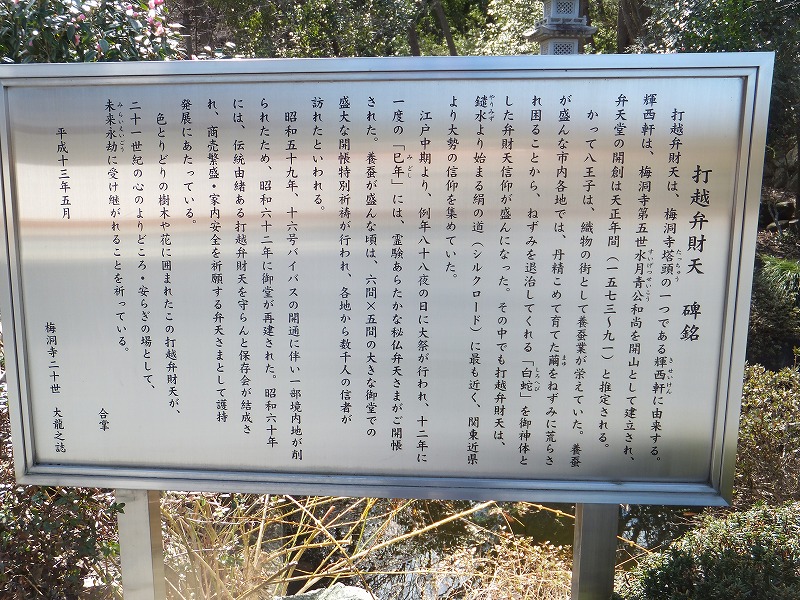 打越弁財天　碑銘
打越弁財天は、梅洞寺塔頭の一つである輝西軒に由来する。
輝西軒は、梅洞寺第五世水月青公和尚を開山として建立され、
弁天堂の開創は天正年間（一五七三～九一）と推定される。
かって八王子は、織物の街として養蚕業が栄えていた。養蚕
が盛んな市内各地では、丹精こめて育てた繭をねずみに荒らさ
れ困ることから、ねずみを退治してくれる「白蛇」を御神体と
した弁財天信仰が盛んになった。その中でも打越弁財天は、
鑓水より始まる絹の道（シルクロード）に最も近く、関東近県
より大勢の信仰を集めていた。
江戸中期より、例年八十八夜の日に大祭が行われ、十二年に
一度の「巳年」には、霊験あらたかな秘仏弁天さまがご開帳
された。養蚕が盛んな頃は、六間×五間の大きな御堂での
盛大な開帳特別祈祷が行われ、各地から数千人の信者が
訪れたといわれる。
昭和五十九年、十六号バイパスの開通に伴い一部境内地が削
られたため、昭和六十二年に御堂が再建された。昭和六十年
には、伝統由緒ある打越弁財天を守らんと保存会が結成さ
れ、商売繁盛・家内安全を祈願する弁天さまとして護持
発展にあたっている。
色とりどりの樹木や花に囲まれたこの打越弁財天が、
二十一世紀の心のよりどころ・安らぎの場として、
未来永劫に受け継がれることを祈っている。
合掌
平成十三年五月
梅洞寺二十世　大龍之誌